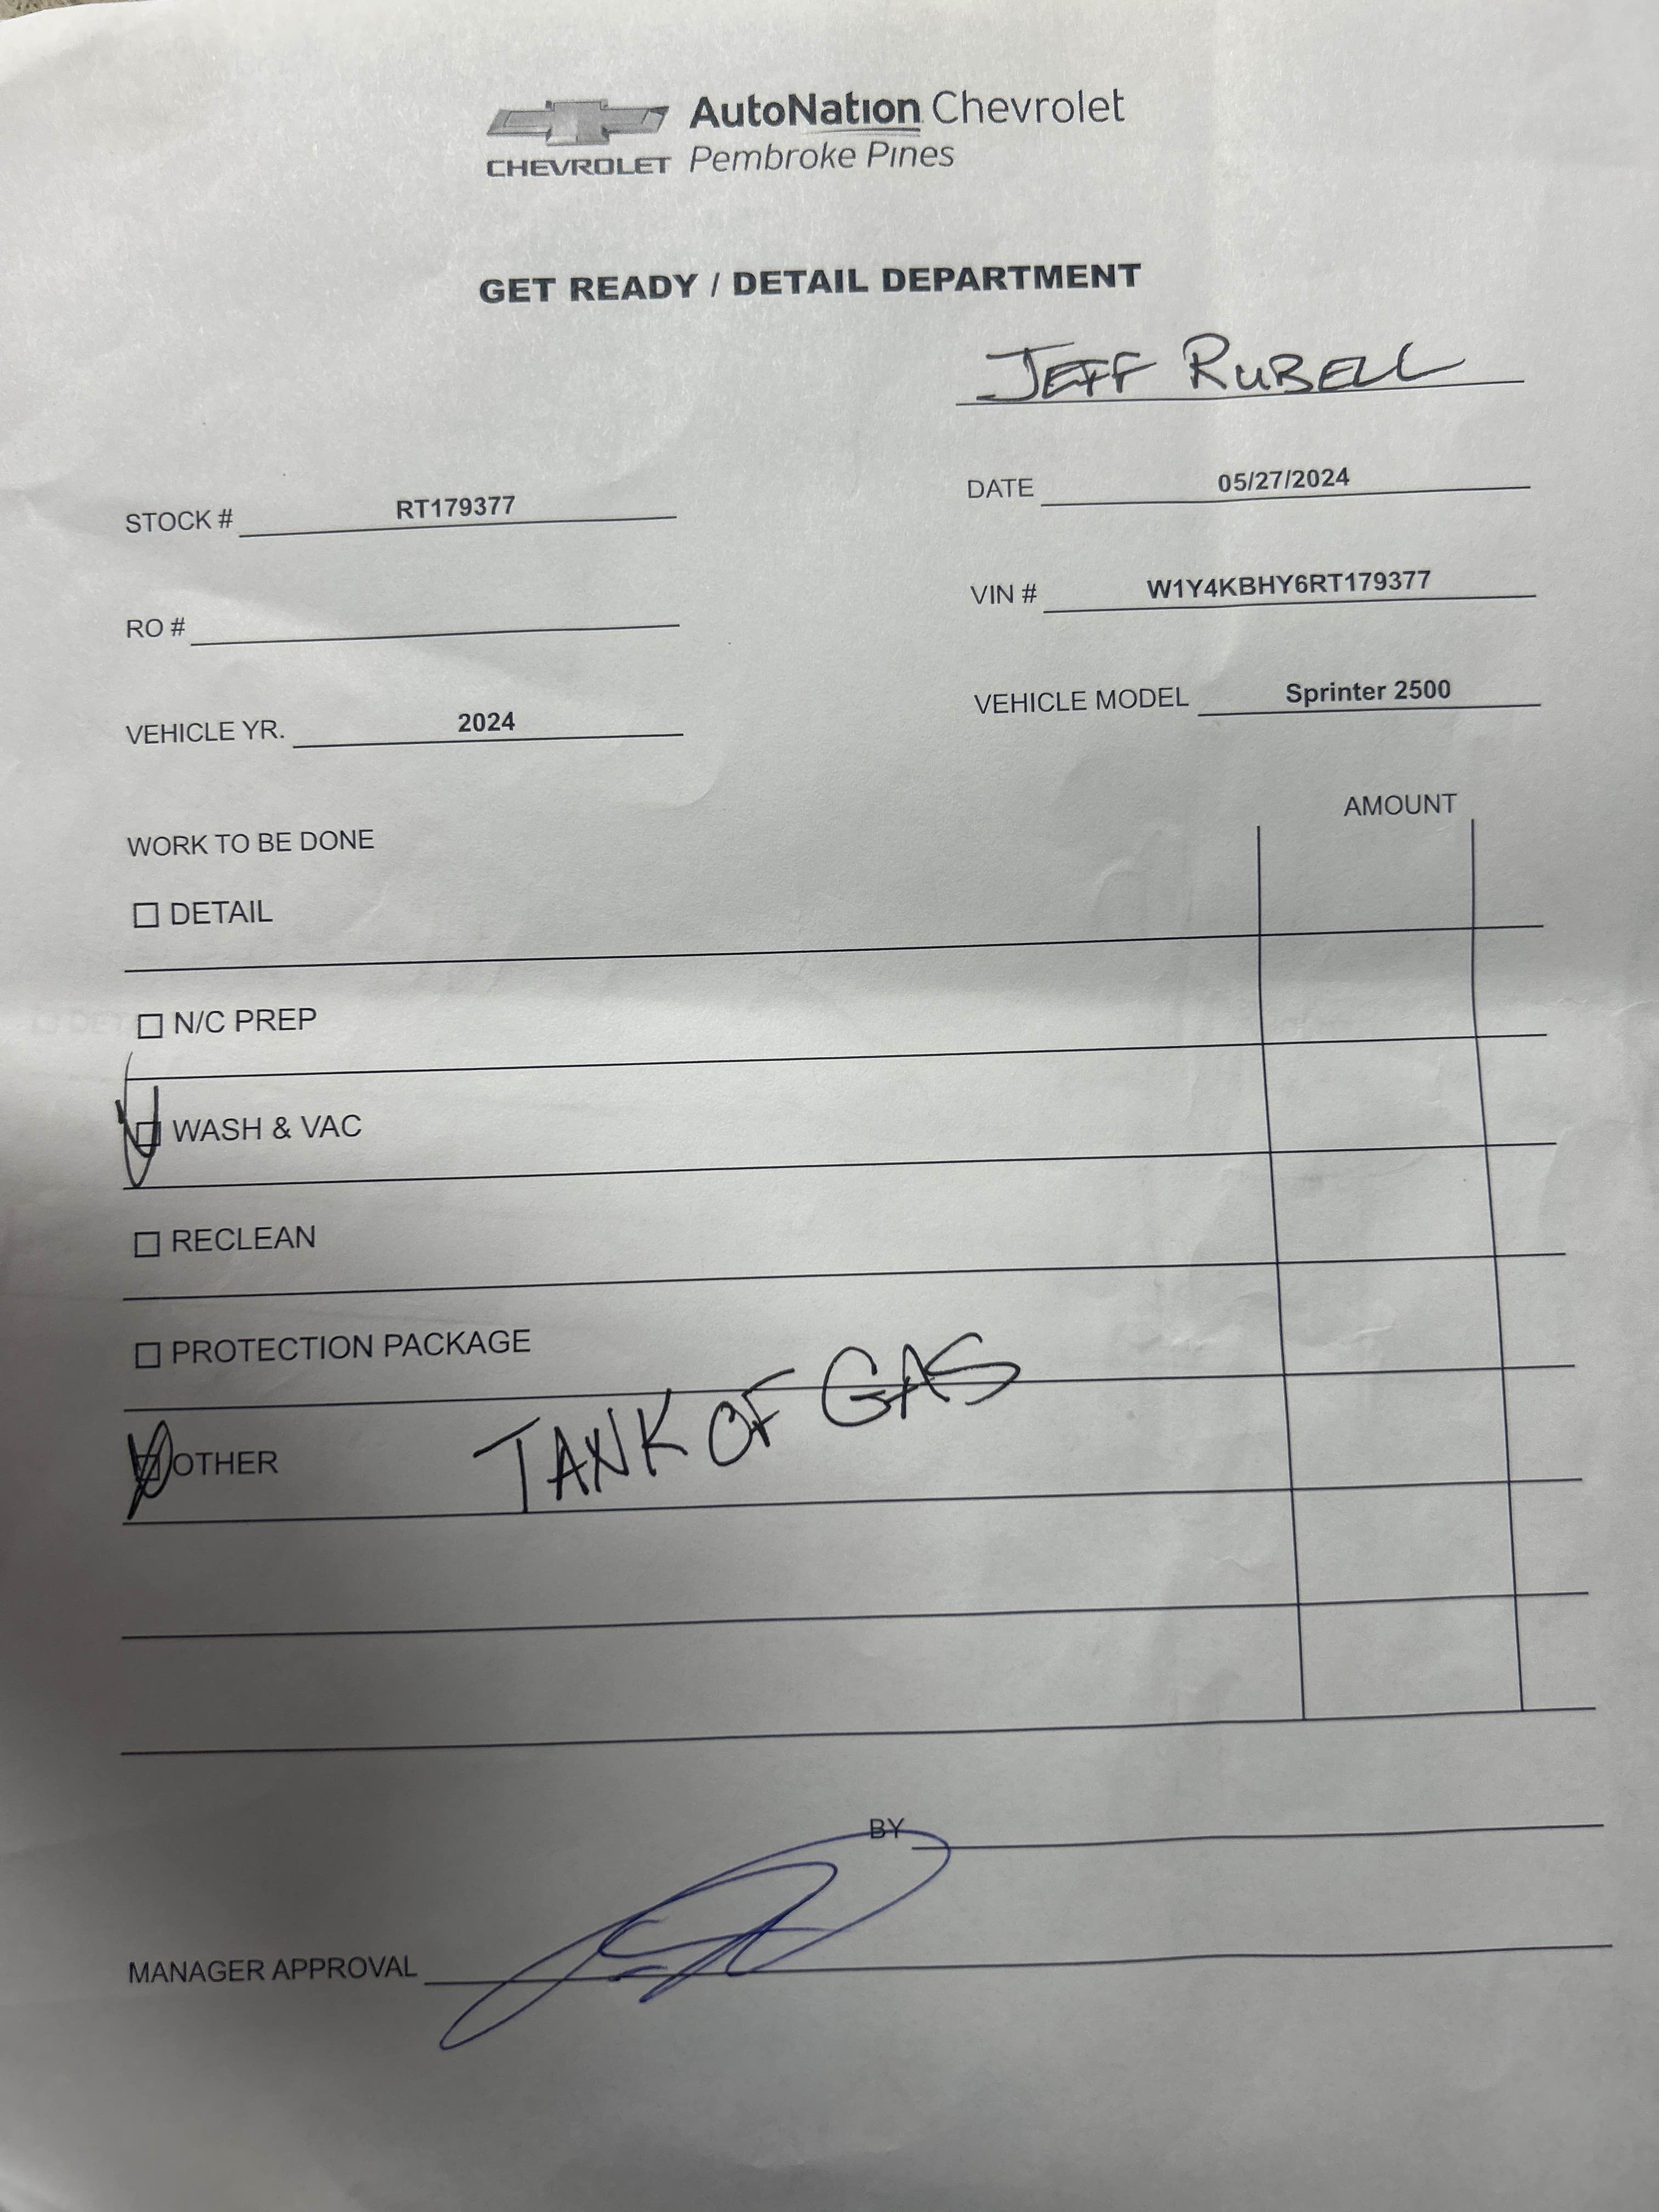 AutoNation Chevrolet
CHEVROLET Pembroke Pines
GET READY / DETAIL DEPARTMENT
JEFF RUBELL
STOCK # RT179377
DATE 05/27/2024
RO #
VIN # W1Y4KBHY6RT179377
VEHICLE YR. 2024
VEHICLE MODEL Sprinter 2500
WORK TO BE DONE
AMOUNT
DETAIL
N/C PREP
WASH & VAC
RECLEAN
PROTECTION PACKAGE
OTHER TANK OF GAS
BY
MANAGER APPROVAL